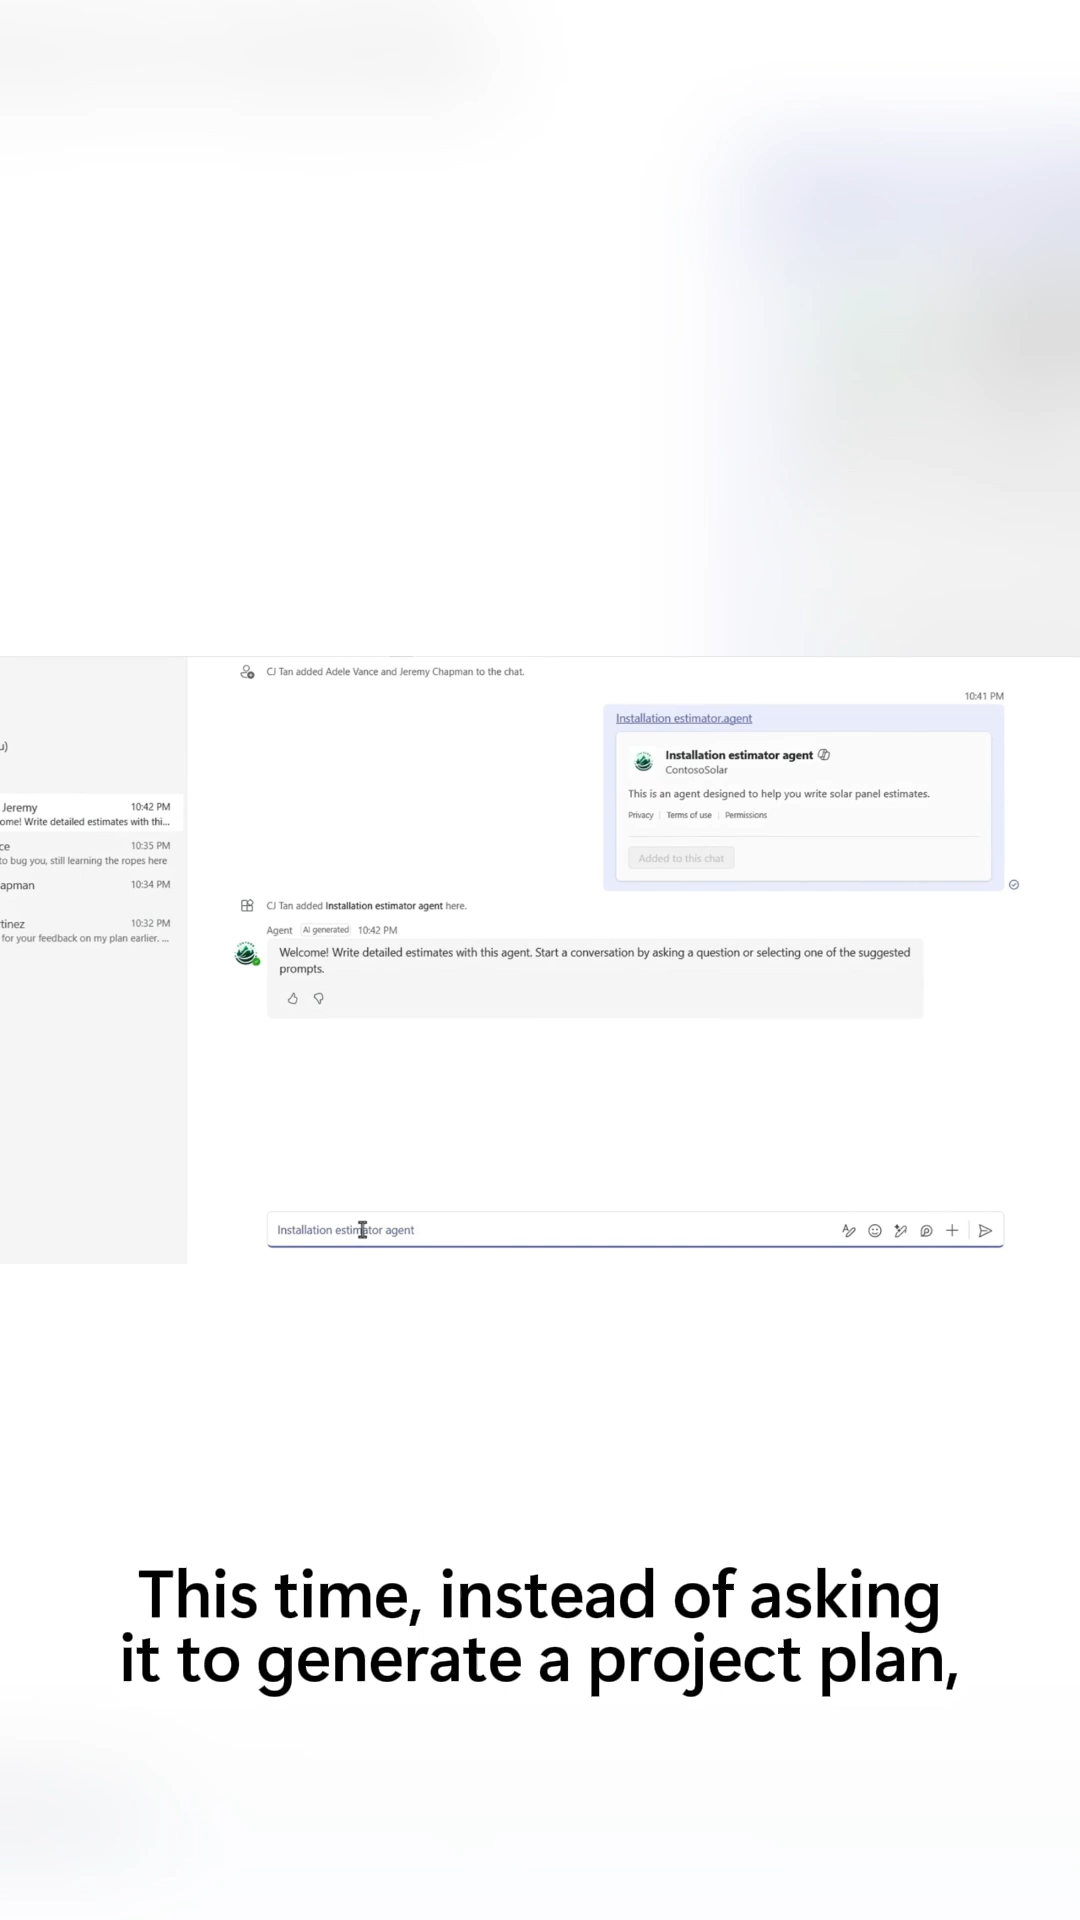 u)
Jeremy 10:42 PM
ome! Write detailed estimates with thi...
ce 10:35 PM
to bug you, still learning the ropes here
apman 10:34 PM
tinez 10:32 PM
for your feedback on my plan earlier. ...
CJ Tan added Adele Vance and Jeremy Chapman to the chat.
10:41 PM
Installation estimator.agent
Installation estimator agent
ContosoSolar
This is an agent designed to help you write solar panel estimates.
Privacy | Terms of use | Permissions
Added to this chat
CJ Tan added Installation estimator agent here.
Agent AI generated 10:42 PM
Welcome! Write detailed estimates with this agent. Start a conversation by asking a question or selecting one of the suggested
prompts.
Installation estimator agent
This time, instead of asking
it to generate a project plan,